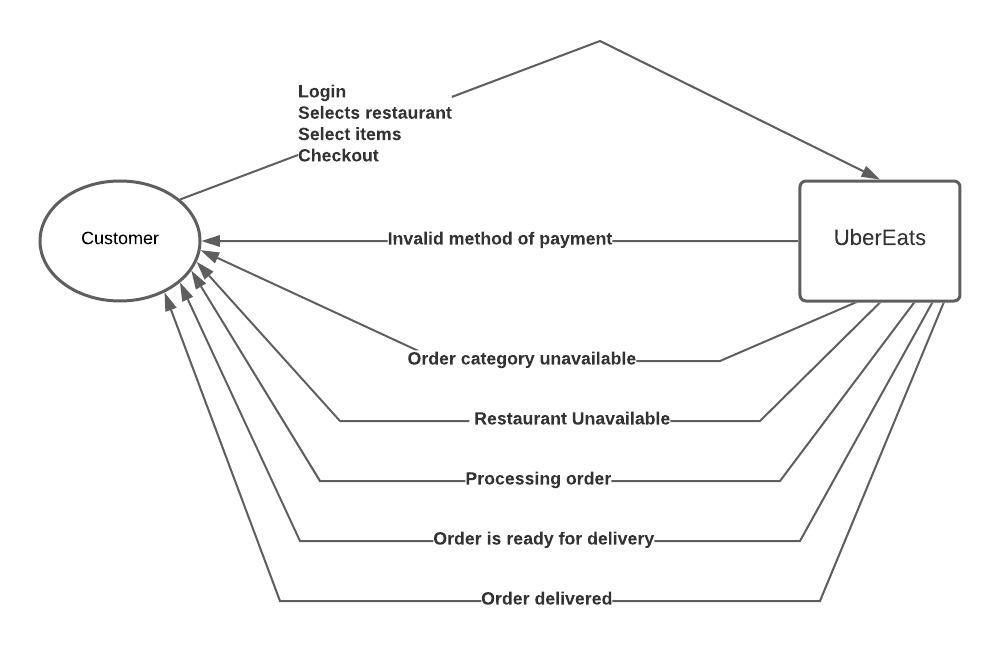 Login
Selects restaurant
Select items
Checkout
Customer
UberEats
Invalid method of payment
Order category unavailable
Restaurant Unavailable
Processing order
Order is ready for delivery
Order delivered